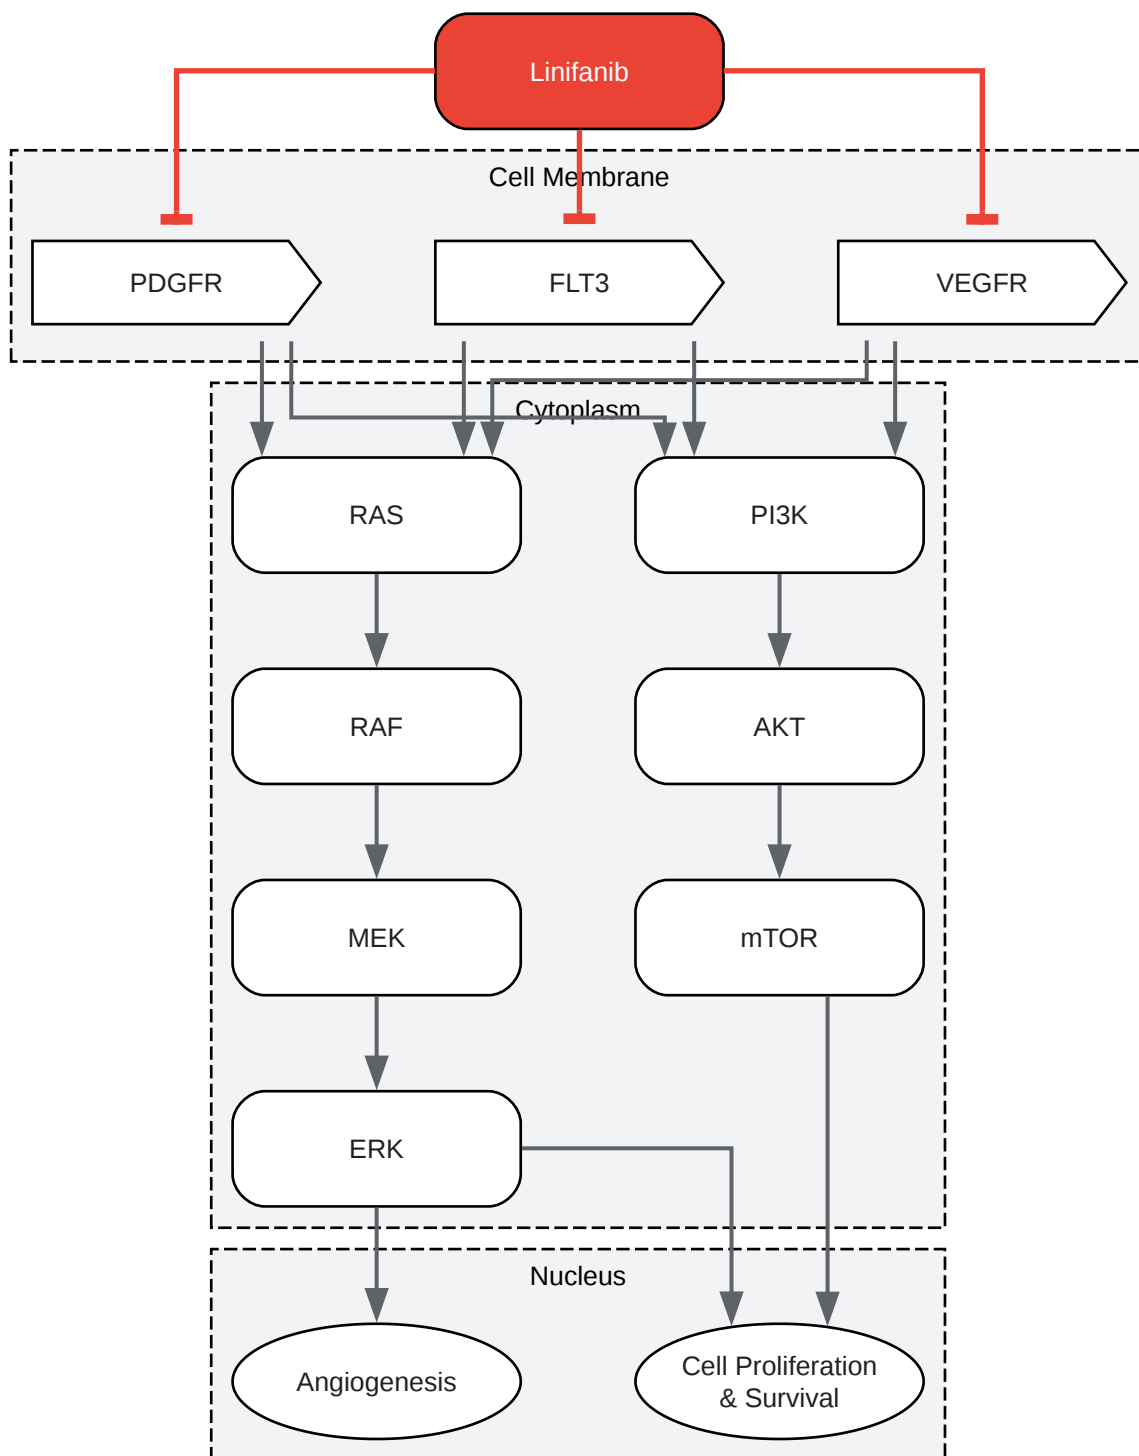 Linifanib
Cell Membrane
PDGFR
FLT3
VEGFR
Cytoplasm
RAS
PI3K
RAF
AKT
MEK
mTOR
ERK
Nucleus
Angiogenesis
Cell Proliferation
& Survival